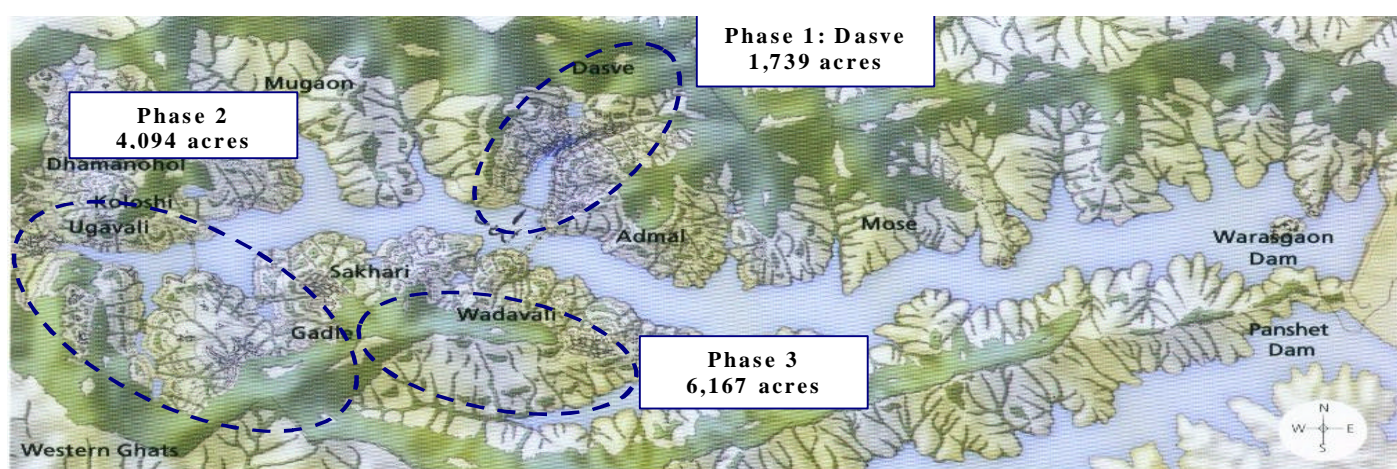 Phase 1: Dasve
1,739 acres
Dasve
Mugaon
Phase 2
4,094 acres
Dhamanohol
Koloshi
Ugavali
Admal
Mose
Warasgaon
Dam
Sakhari
Wadavali
Gadle
Panshet
Dam
Phase 3
6,167 acres
Western Ghats
N
W
E
S